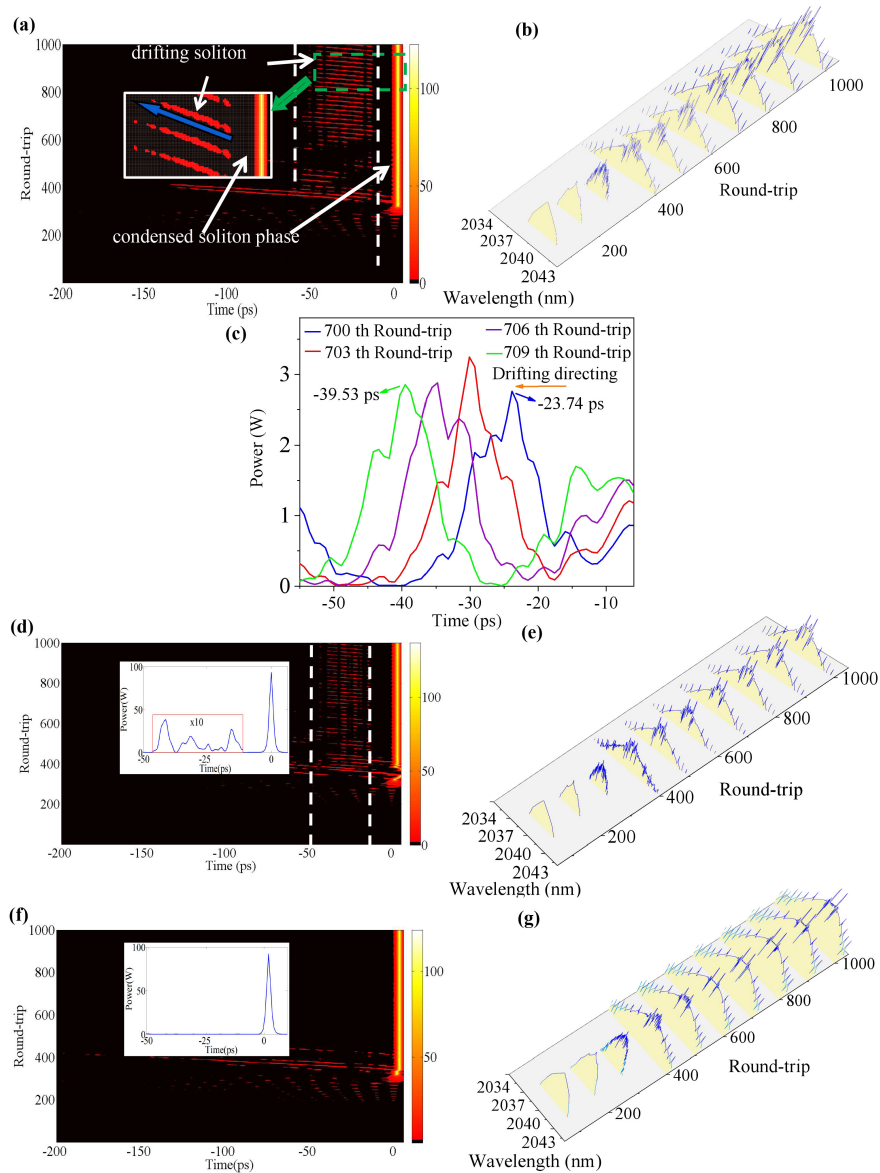 (a)
1000
900
800
700
600
500
400
300
200
Round-trip
drifting soliton
condensed soliton phase
100
50
0
-200
-150
-100
-50
0
Time (ps)
(b)
1000
800
600
400
200
Round-trip
2034
2037
2040
2043
Wavelength (nm)
(c)
700 th Round-trip
706 th Round-trip
703 th Round-trip
709 th Round-trip
Drifting directing
-39.53 ps
-23.74 ps
3
2
1
0
Power (W)
-50
-40
-30
-20
-10
Time (ps)
(d)
1000
800
600
400
200
Round-trip
100
50
0
Power(W)
x10
-50
-25
0
Time(ps)
100
50
0
-200
-150
-100
-50
0
Time (ps)
(e)
1000
800
600
400
200
Round-trip
2034
2037
2040
2043
Wavelength (nm)
(f)
1000
800
600
400
200
Round-trip
100
50
0
Power(W)
-50
-25
0
Time(ps)
100
50
0
-200
-150
-100
-50
0
Time(ps)
(g)
1000
800
600
400
200
Round-trip
2034
2037
2040
2043
Wavelength (nm)